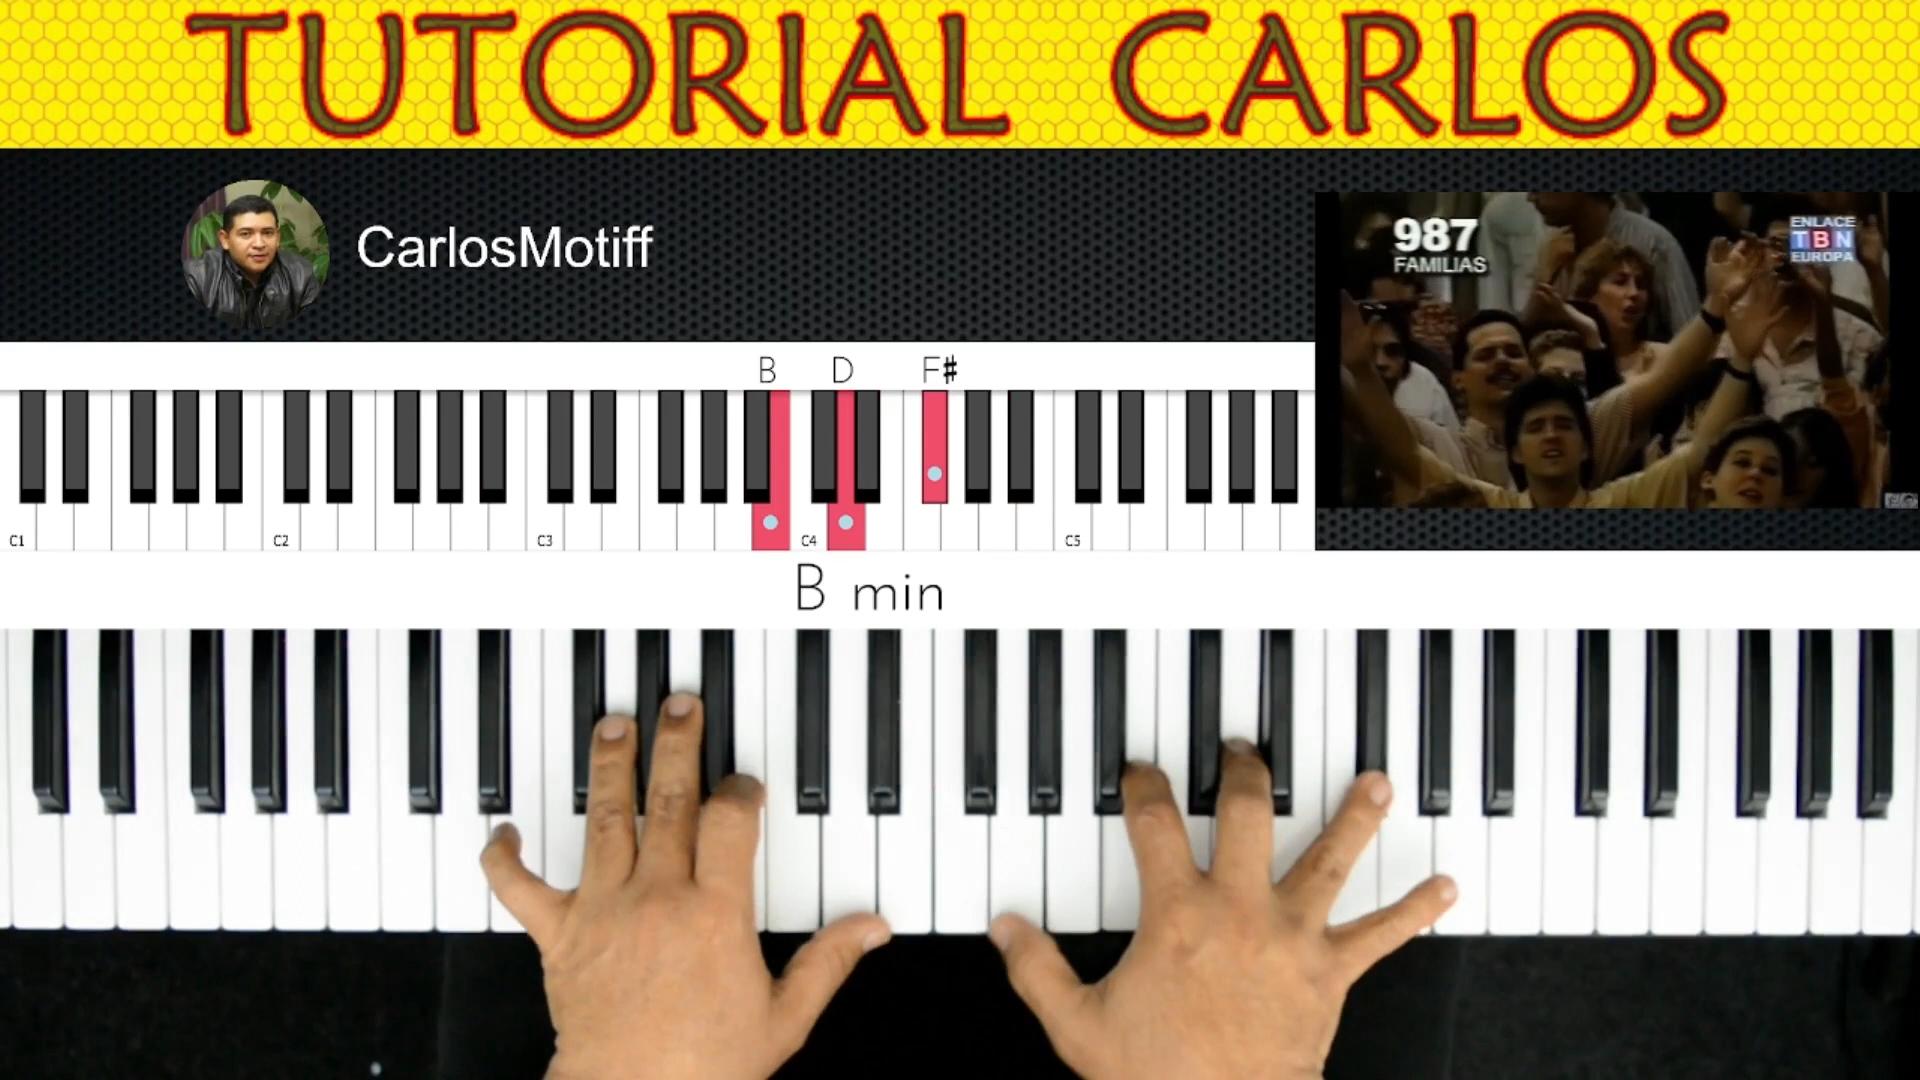 TUTORIAL CARLOS
CarlosMotiff
987
FAMILIAS
ENLACE
TBN
EUROPA
B D F#
C1 C2 C3 C4 C5
B min